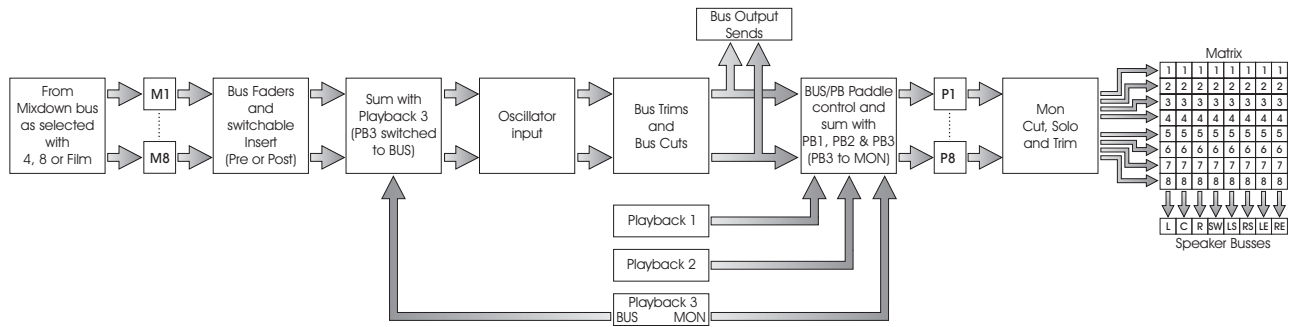 Bus Output
Sends
From
Mixdown bus
as selected
with
4, 8 or Film
M1
M8
Bus Faders
and
switchable
Insert
(Pre or Post)
Sum with
Playback 3
(PB3 switched
to BUS)
Oscillator
input
Bus Trims
and
Bus Cuts
BUS/PB Paddle
control and
sum with
PB1, PB2 & PB3
(PB3 to MON)
P1
P8
Mon
Cut, Solo
and Trim
Matrix
1 1 1 1 1 1 1 1
2 2 2 2 2 2 2 2
3 3 3 3 3 3 3 3
4 4 4 4 4 4 4 4
5 5 5 5 5 5 5 5
6 6 6 6 6 6 6 6
7 7 7 7 7 7 7 7
8 8 8 8 8 8 8 8
L C R SW LS RS LE RE
Speaker Busses
Playback 1
Playback 2
Playback 3
BUS MON